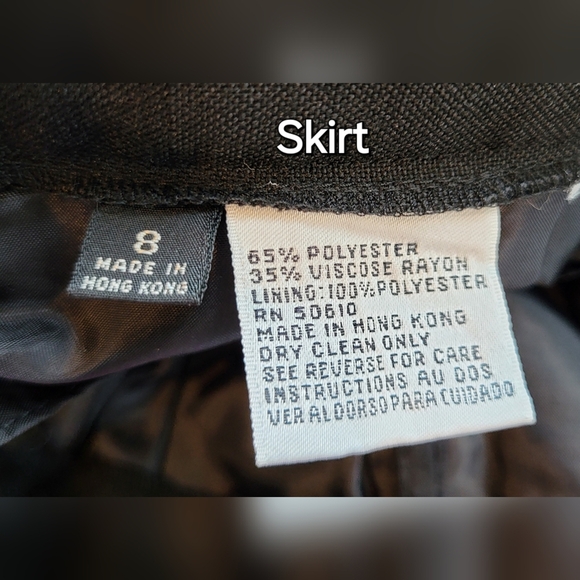 Skirt
8
MADE IN
HONG KONG
65% POLYESTER
35% VISCOSE RAYON
LINING:100%POLYESTER
RN 50610
MADE IN HONG KONG
DRY CLEAN ONLY
SEE REVERSE FOR CARE
INSTRUCTIONS AU DOS
VER AL DORSO PARA CUIDADO